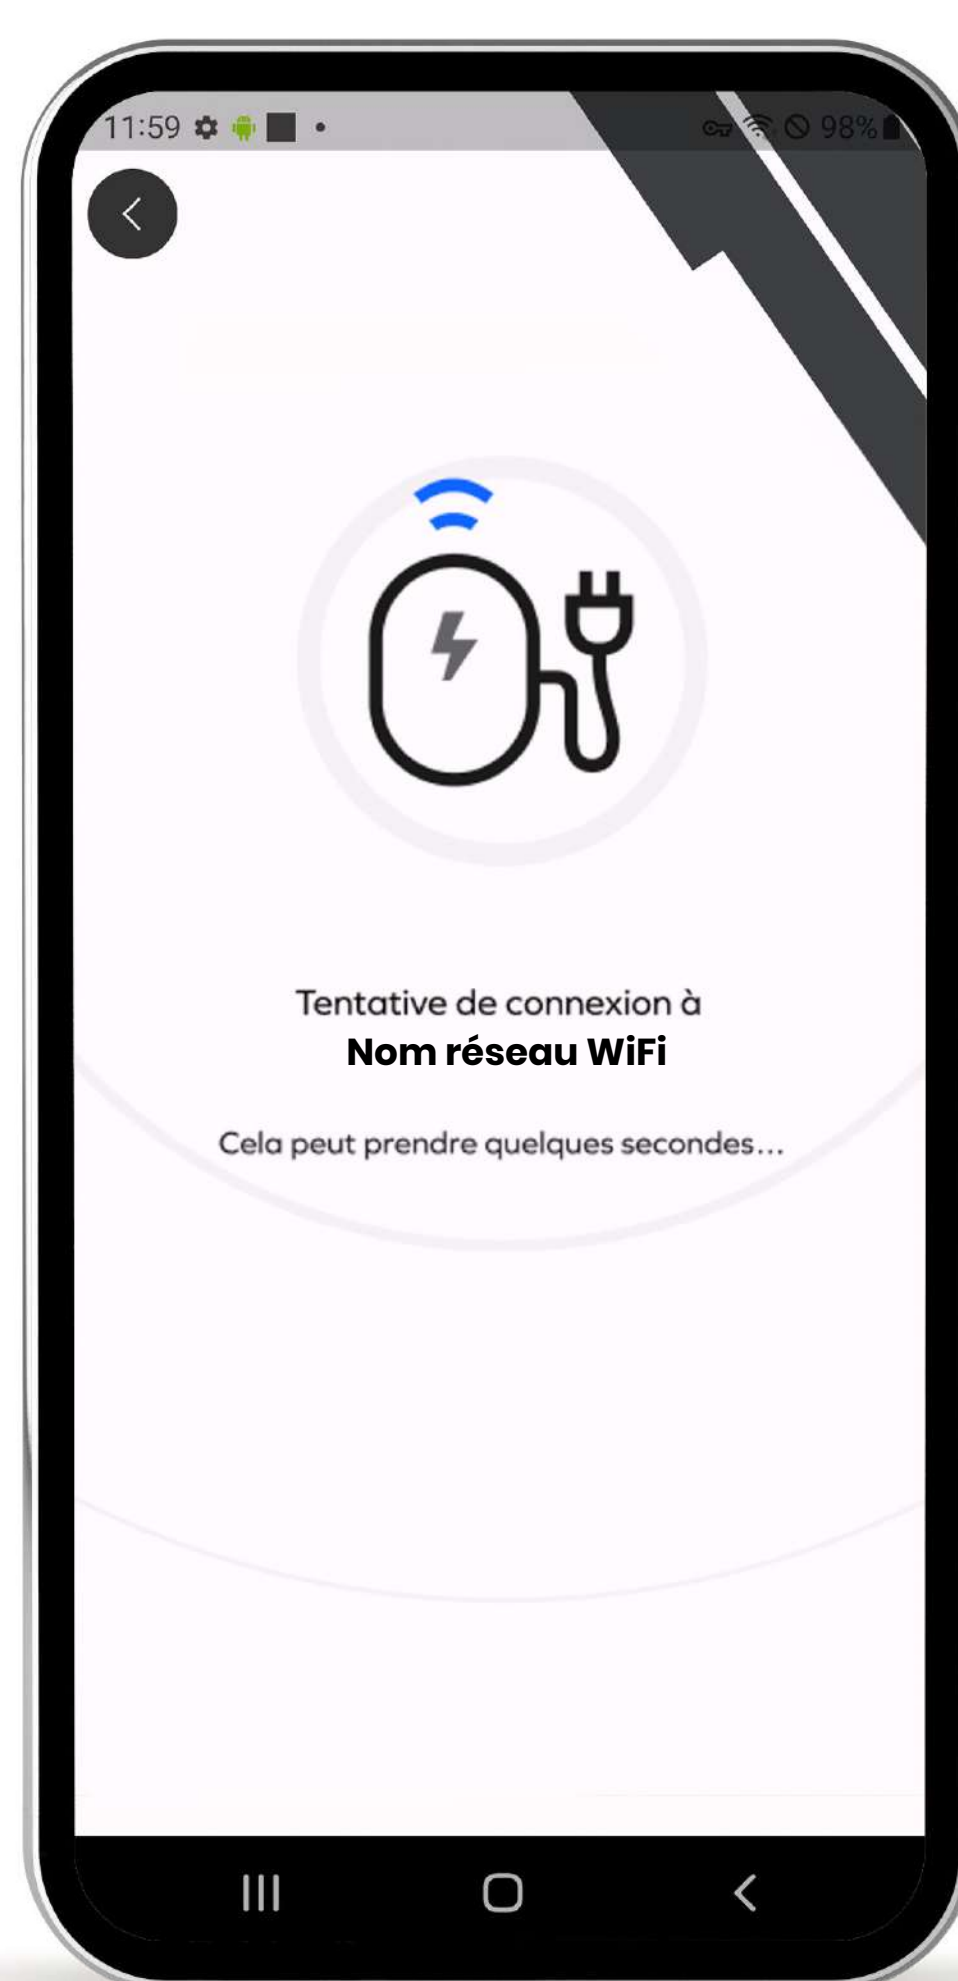 11:59
98%
Tentative de connexion à
Nom réseau WiFi
Cela peut prendre quelques secondes...